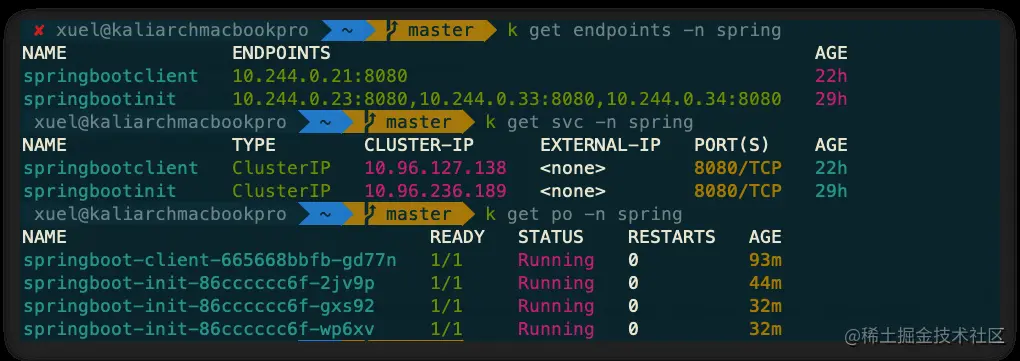 ✘ xuel@kaliarchmacbookpro ~ master k get endpoints -n spring
NAME ENDPOINTS AGE
springbootclient 10.244.0.21:8080 22h
springbootinit 10.244.0.23:8080,10.244.0.33:8080,10.244.0.34:8080 29h
xuel@kaliarchmacbookpro ~ master k get svc -n spring
NAME TYPE CLUSTER-IP EXTERNAL-IP PORT(S) AGE
springbootclient ClusterIP 10.96.127.138 <none> 8080/TCP 22h
springbootinit ClusterIP 10.96.236.189 <none> 8080/TCP 29h
xuel@kaliarchmacbookpro ~ master k get po -n spring
NAME READY STATUS RESTARTS AGE
springboot-client-665668bbfb-gd77n 1/1 Running 0 93m
springboot-init-86cccccc6f-2jv9p 1/1 Running 0 44m
springboot-init-86cccccc6f-gxs92 1/1 Running 0 32m
springboot-init-86cccccc6f-wp6xv 1/1 Running 0 32m
@稀土掘金技术社区